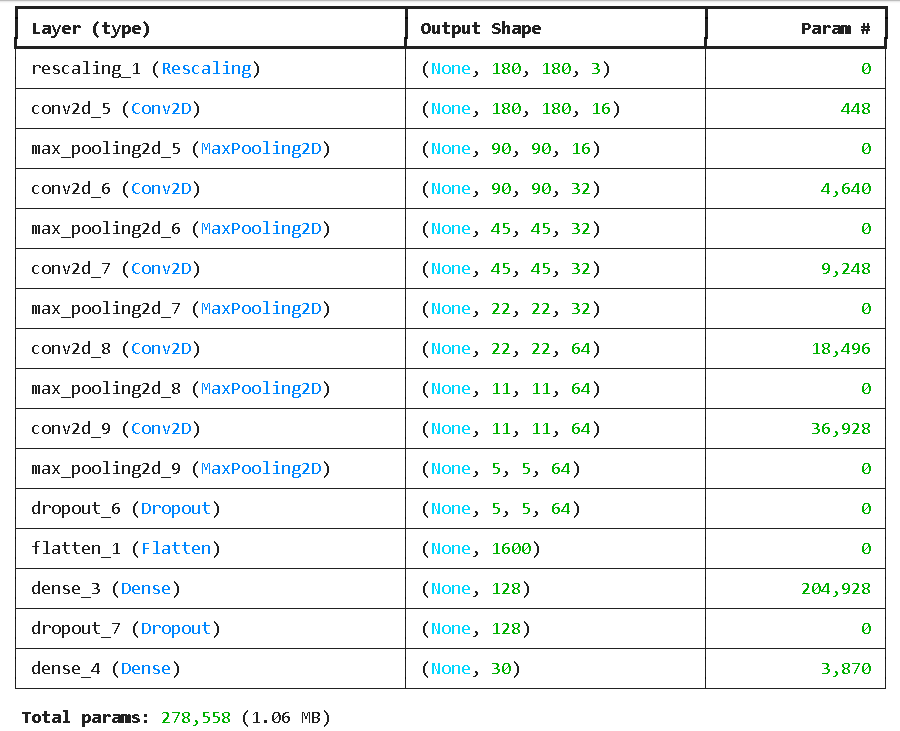 Layer (type) Output Shape Param #
rescaling_1 (Rescaling) (None, 180, 180, 3) 0
conv2d_5 (Conv2D) (None, 180, 180, 16) 448
max_pooling2d_5 (MaxPooling2D) (None, 90, 90, 16) 0
conv2d_6 (Conv2D) (None, 90, 90, 32) 4,640
max_pooling2d_6 (MaxPooling2D) (None, 45, 45, 32) 0
conv2d_7 (Conv2D) (None, 45, 45, 32) 9,248
max_pooling2d_7 (MaxPooling2D) (None, 22, 22, 32) 0
conv2d_8 (Conv2D) (None, 22, 22, 64) 18,496
max_pooling2d_8 (MaxPooling2D) (None, 11, 11, 64) 0
conv2d_9 (Conv2D) (None, 11, 11, 64) 36,928
max_pooling2d_9 (MaxPooling2D) (None, 5, 5, 64) 0
dropout_6 (Dropout) (None, 5, 5, 64) 0
flatten_1 (Flatten) (None, 1600) 0
dense_3 (Dense) (None, 128) 204,928
dropout_7 (Dropout) (None, 128) 0
dense_4 (Dense) (None, 30) 3,870
Total params: 278,558 (1.06 MB)